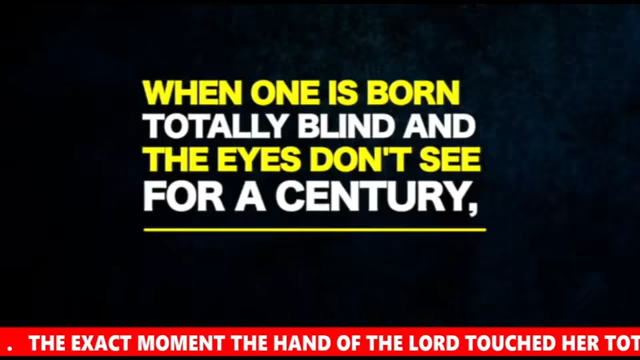 WHEN ONE IS BORN
TOTALLY BLIND AND
THE EYES DON'T SEE
FOR A CENTURY,
. THE EXACT MOMENT THE HAND OF THE LORD TOUCHED HER TOT